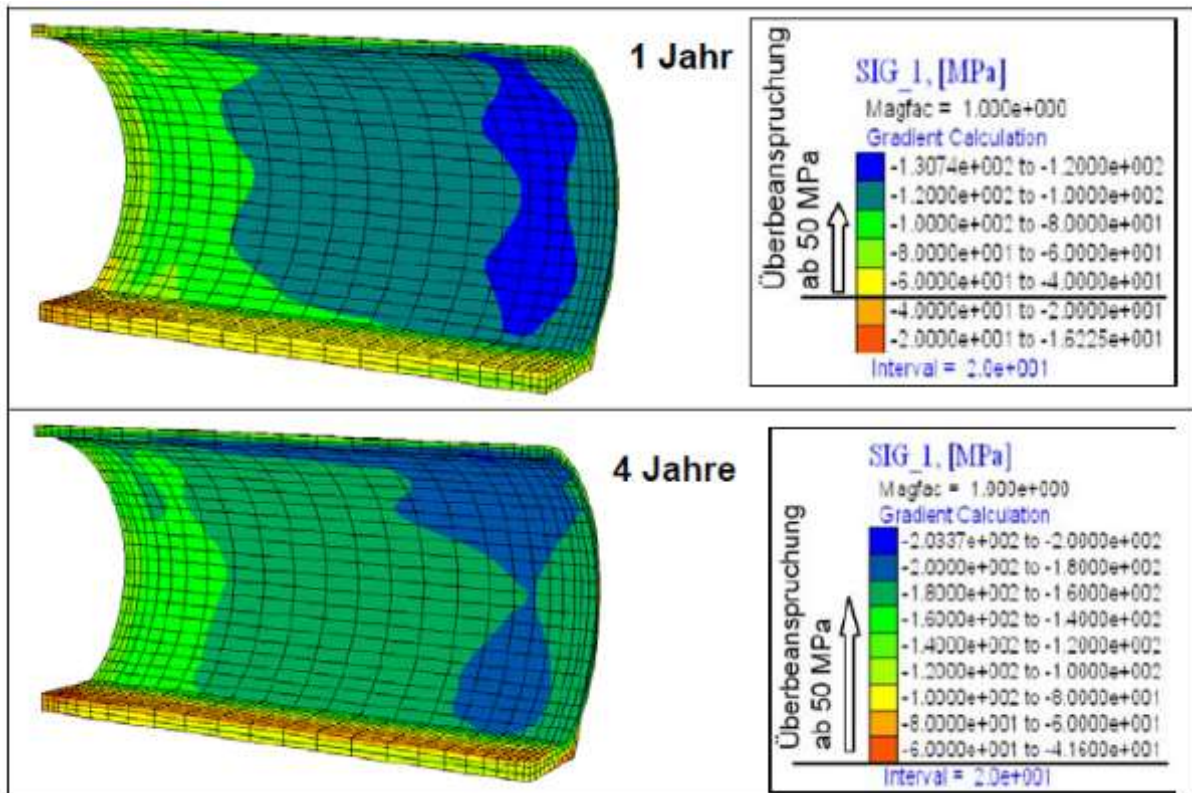 1 Jahr
Überbeanspruchung
ab 50 MPa
SIG_1, [MPa]
Magfac = 1.000e+000
Gradient Calculation
-1.3074e+002 to -1.2000e+002
-1.2000e+002 to -1.0000e+002
-1.0000e+002 to -8.0000e+001
-8.0000e+001 to -6.0000e+001
-6.0000e+001 to -4.0000e+001
-4.0000e+001 to -2.0000e+001
-2.0000e+001 to -1.6225e+001
Interval = 2.0e+001
4 Jahre
Überbeanspruchung
ab 50 MPa
SIG_1, [MPa]
Magfac = 1.000e+000
Gradient Calculation
-2.0337e+002 to -2.0000e+002
-2.0000e+002 to -1.8000e+002
-1.8000e+002 to -1.6000e+002
-1.6000e+002 to -1.4000e+002
-1.4000e+002 to -1.2000e+002
-1.2000e+002 to -1.0000e+002
-1.0000e+002 to -8.0000e+001
-8.0000e+001 to -6.0000e+001
-6.0000e+001 to -4.1600e+001
Interval = 2.0e+001